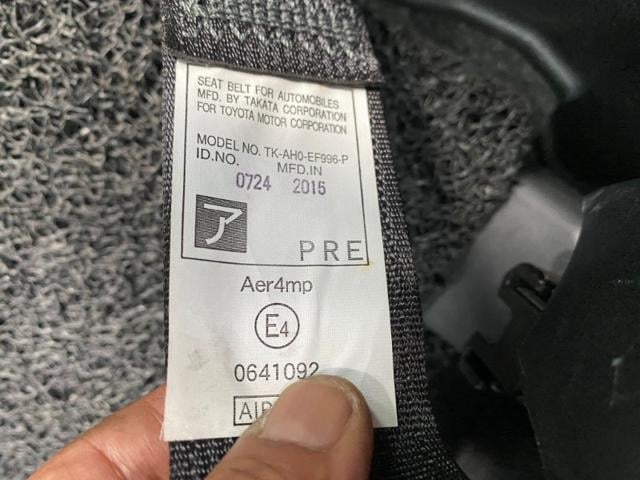 SEAT BELT FOR AUTOMOBILES
MFD. BY TAKATA CORPORATION
FOR TOYOTA MOTOR CORPORATION
MODEL NO. TK-AH0-EF996-P
ID.NO. MFD.IN
0724 2015
ア PRE
Aer4mp
E4
0641092